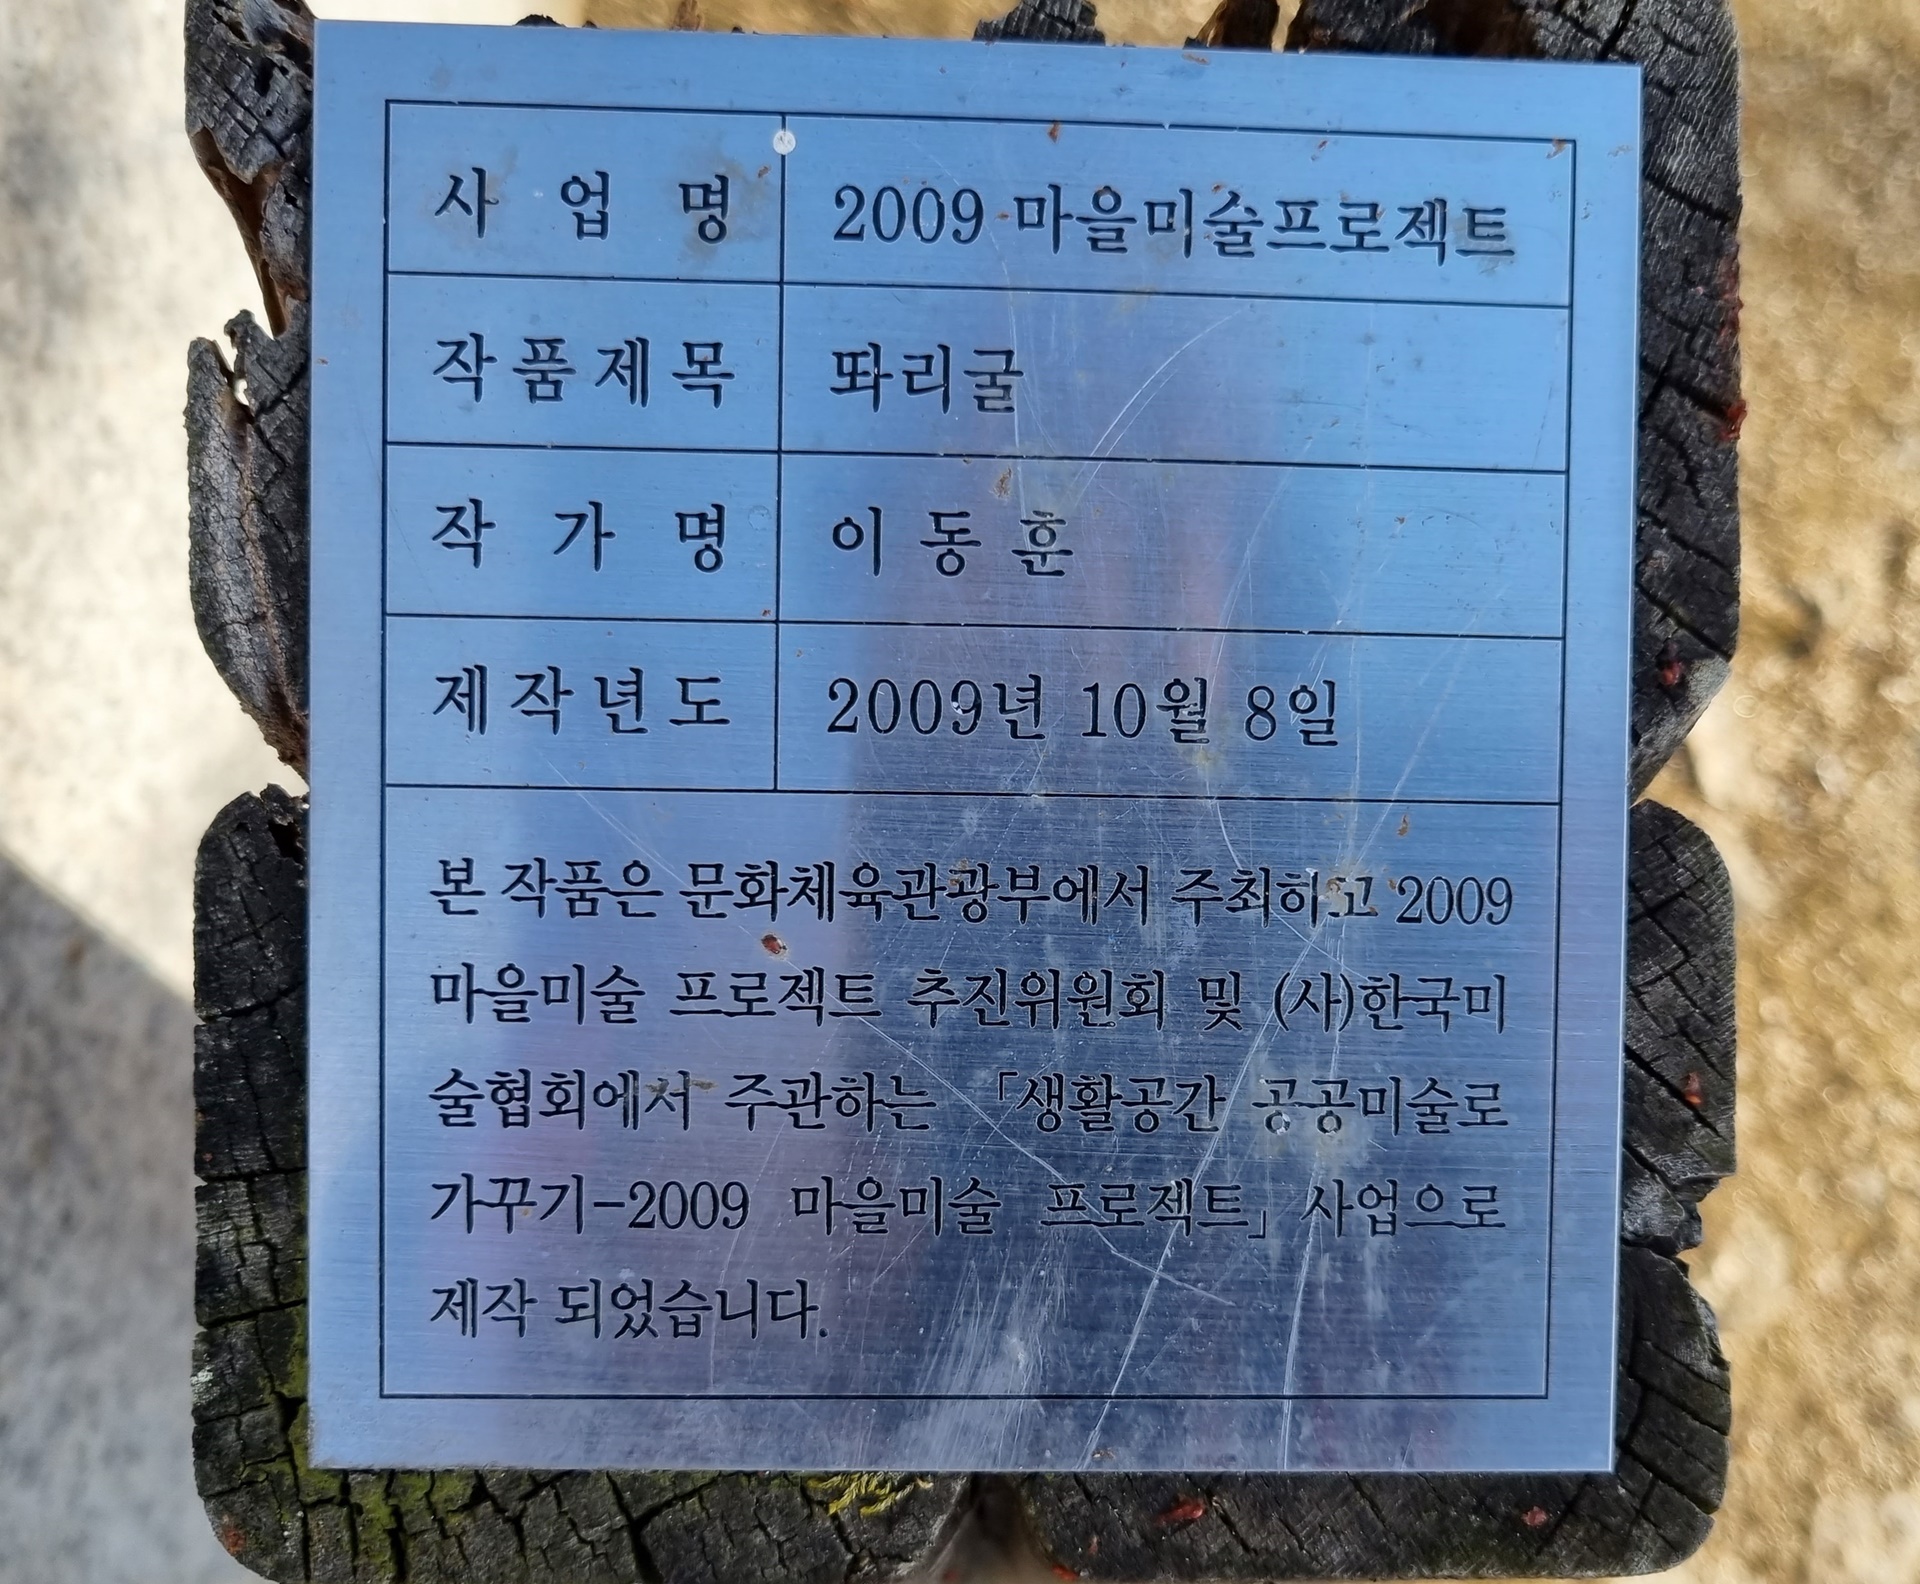 사 업 명 2009 마을미술프로젝트
작품제목 똬리굴
작 가 명 이 동 훈
제작년도 2009년 10월 8일
본 작품은 문화체육관광부에서 주최하고 2009
마을미술 프로젝트 추진위원회 및 (사)한국미
술협회에서 주관하는 「생활공간 공공미술로
가꾸기-2009 마을미술 프로젝트」 사업으로
제작 되었습니다.